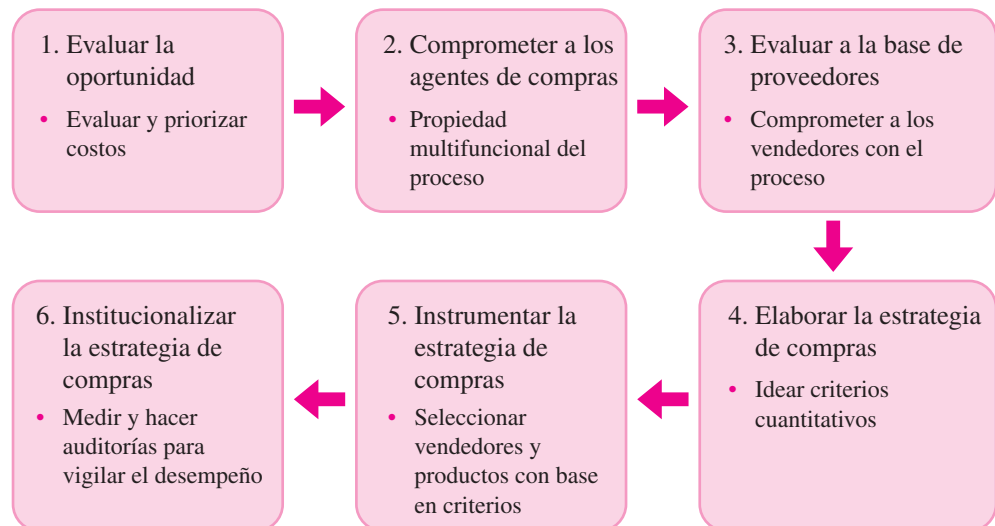 1. Evaluar la
oportunidad
• Evaluar y priorizar
costos
2. Comprometer a los
agentes de compras
• Propiedad
multifuncional del
proceso
3. Evaluar a la base de
proveedores
• Comprometer a los
vendedores con el
proceso
4. Elaborar la estrategia
de compras
• Idear criterios
cuantitativos
5. Instrumentar la
estrategia de
compras
• Seleccionar
vendedores y
productos con base
en criterios
6. Institucionalizar
la estrategia de
compras
• Medir y hacer
auditorías para
vigilar el desempeño